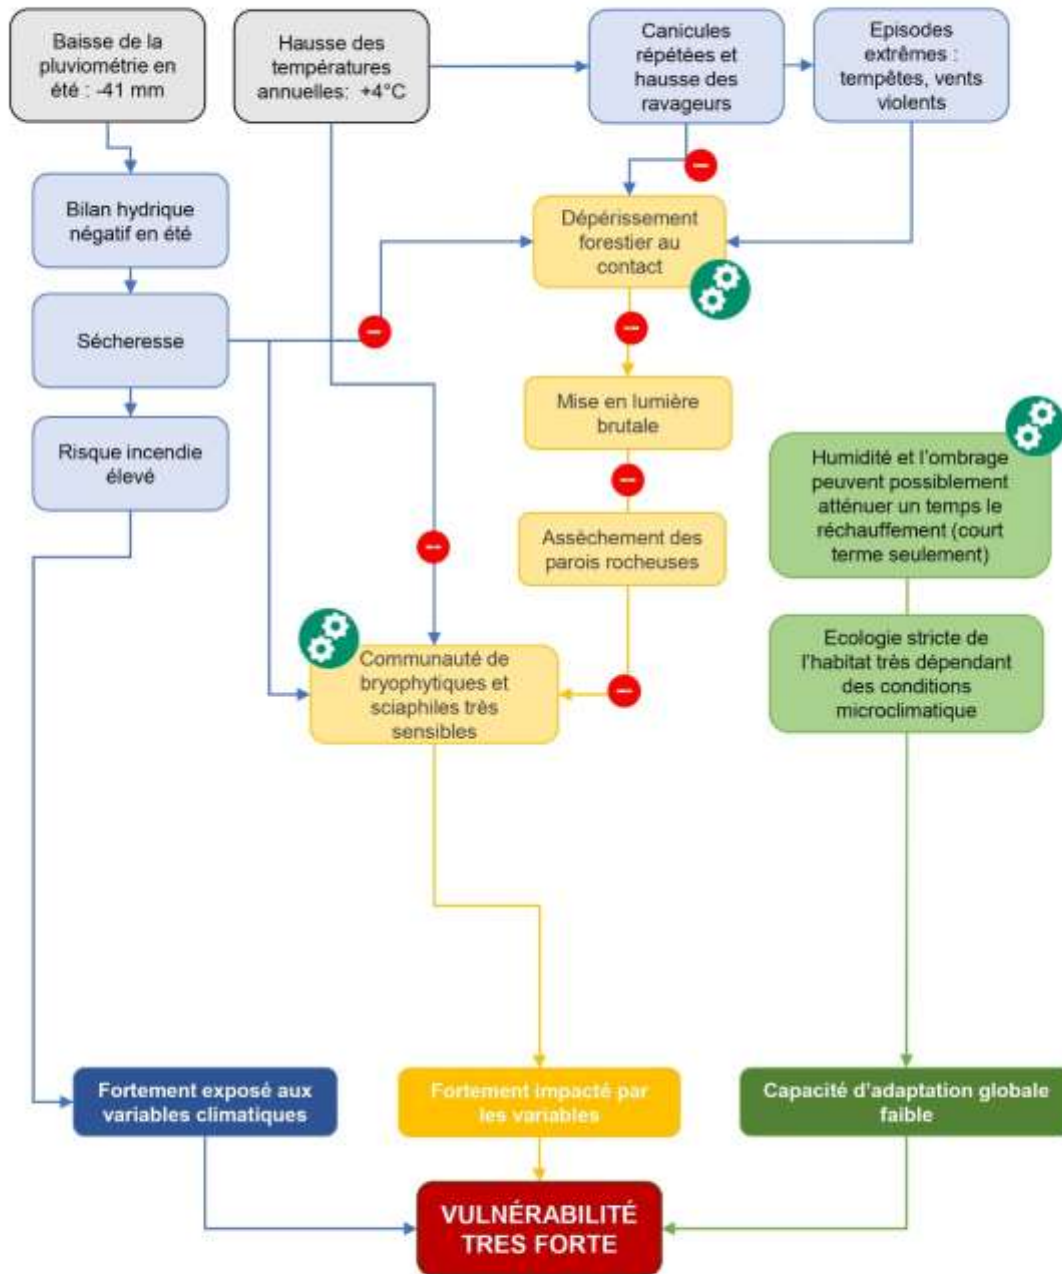 Baisse de la
pluviométrie en
été : -41 mm
Hausse des
températures
annuelles: +4°C
Canicules
répétées et
hausse des
ravageurs
Episodes
extrêmes :
tempêtes, vents
violents
Bilan hydrique
négatif en été
Dépérissement
forestier au
contact
Sécheresse
Mise en lumière
brutale
Risque incendie
élevé
Humidité et l’ombrage
peuvent possiblement
atténuer un temps le
réchauffement (court
terme seulement)
Assèchement des
parois rocheuses
Communauté de
bryophytiques et
sciaphiles très
sensibles
Ecologie stricte de
l’habitat très dépendant
des conditions
microclimatique
Fortement exposé aux
variables climatiques
Fortement impacté par
les variables
Capacité d’adaptation globale
faible
VULNÉRABILITÉ
TRES FORTE